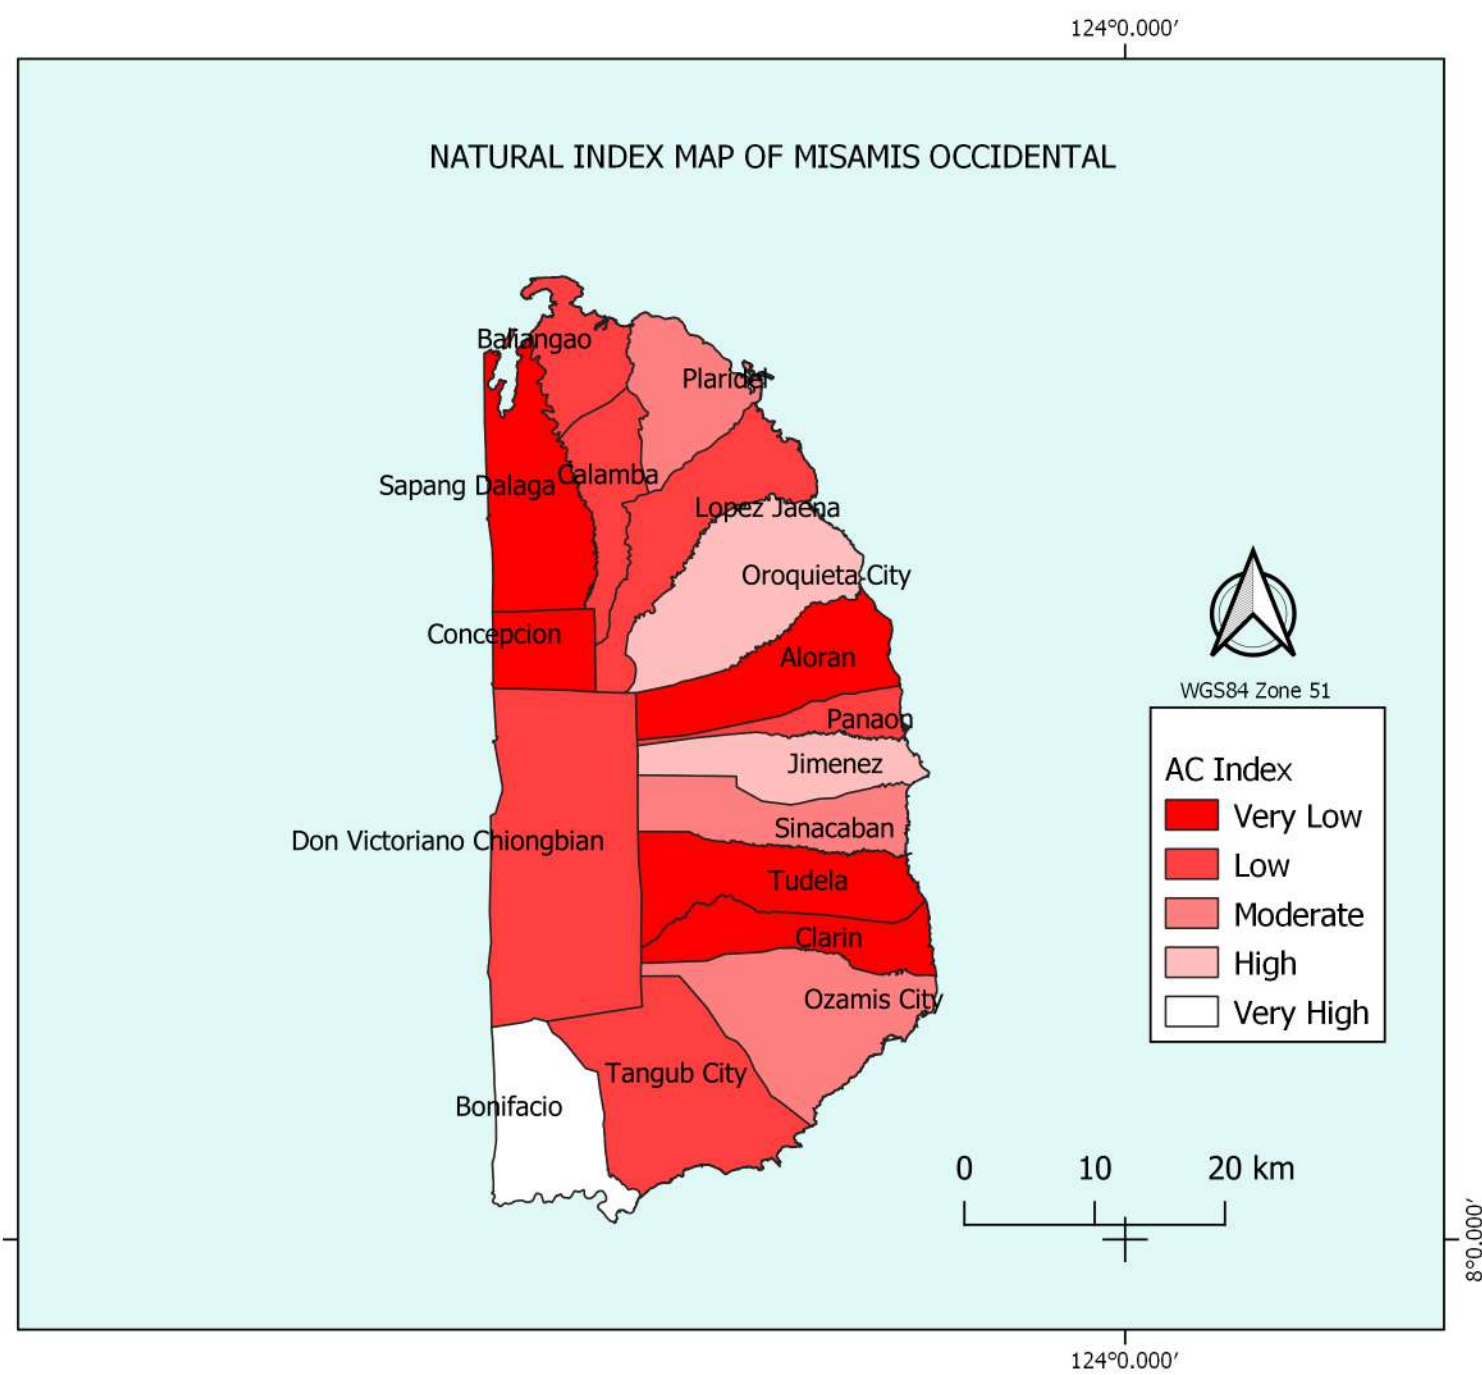 124°0.000′
NATURAL INDEX MAP OF MISAMIS OCCIDENTAL
Baliangao
Plaridel
Calamba
Sapang Dalaga
Lopez Jaena
Oroquieta City
Concepcion
Aloran
Panaon
Jimenez
Sinacaban
Don Victoriano Chiongbian
Tudela
Clarin
Ozamis City
Tangub City
Bonifacio
WGS84 Zone 51
AC Index
Very Low
Low
Moderate
High
Very High
0 10 20 km
8°0.000′
124°0.000′